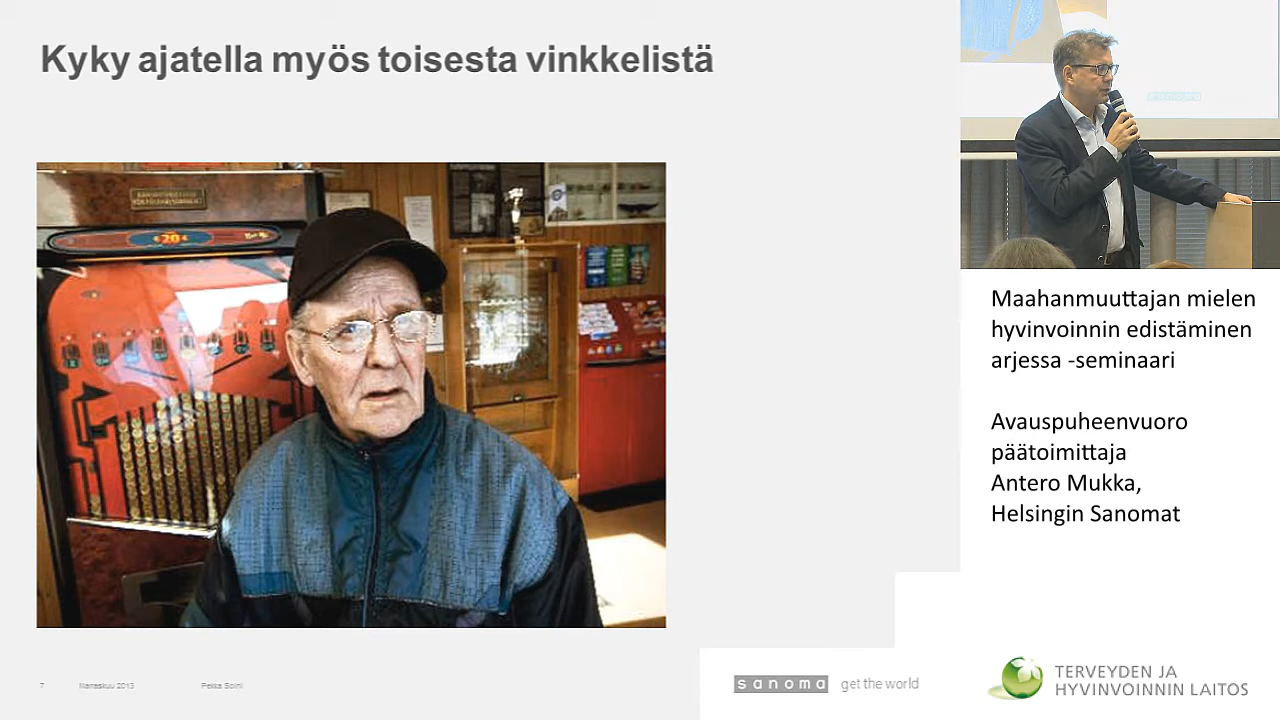 Kyky ajatella myös toisesta vinkkelistä
€20
Maahanmuuttajan mielen
hyvinvoinnin edistäminen
arjessa -seminaari
Avauspuheenvuoro
päätoimittaja
Antero Mukka,
Helsingin Sanomat
7 Marraskuu 2013 Pekka Soini
sanoma get the world
TERVEYDEN JA
HYVINVOINNIN LAITOS